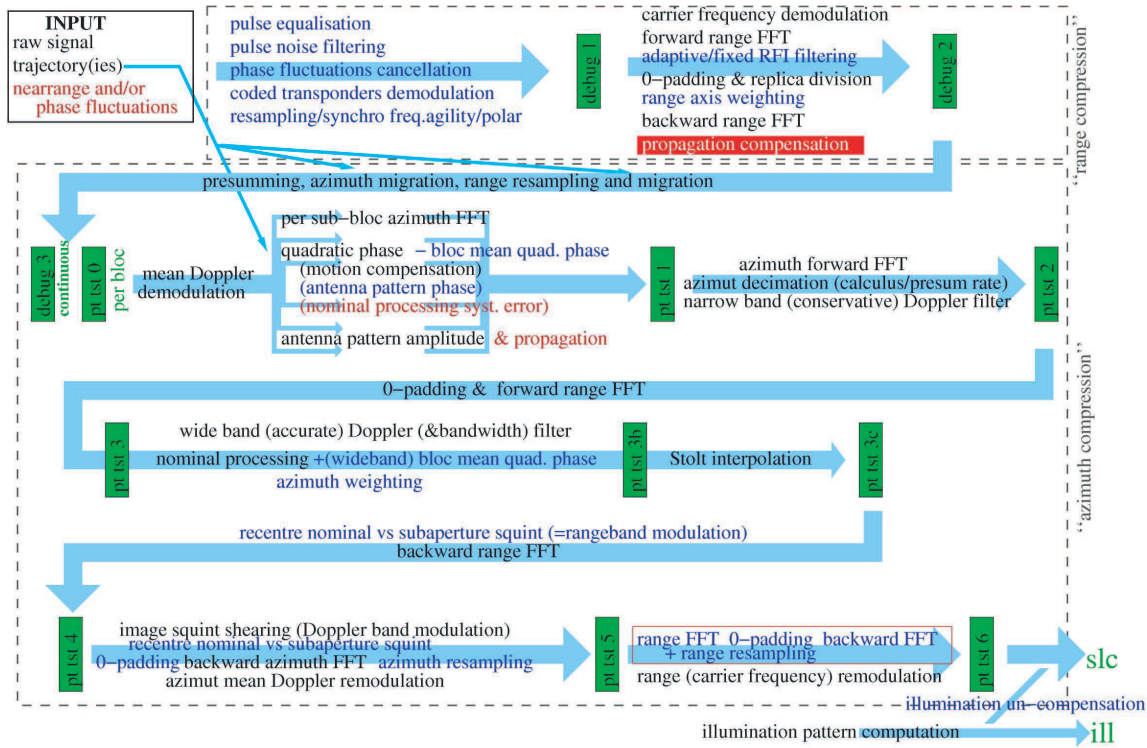 INPUT
raw signal
trajectory(ies)
nearrange and/or
phase fluctuations
pulse equalisation
pulse noise filtering
phase fluctuations cancellation
coded transponders demodulation
resampling/synchro freq.agility/polar
debug 1
carrier frequency demodulation
forward range FFT
adaptive/fixed RFI filtering
0-padding & replica division
range axis weighting
backward range FFT
propagation compensation
debug 2
"range compression"
presumming, azimuth migration, range resampling and migration
debug 3
continuous
pt tst 0
per bloc
mean Doppler
demodulation
per sub-bloc azimuth FFT
quadratic phase - bloc mean quad. phase
(motion compensation)
(antenna pattern phase)
(nominal processing syst. error)
antenna pattern amplitude & propagation
pt tst 1
azimuth forward FFT
azimut decimation (calculus/presum rate)
narrow band (conservative) Doppler filter
pt tst 2
0-padding & forward range FFT
pt tst 3
wide band (accurate) Doppler (&bandwidth) filter
nominal processing +(wideband) bloc mean quad. phase
azimuth weighting
pt tst 3b
Stolt interpolation
pt tst 3c
"azimuth compression"
recentre nominal vs subaperture squint (=rangeband modulation)
backward range FFT
pt tst 4
image squint shearing (Doppler band modulation)
recentre nominal vs subaperture squint
0-padding backward azimuth FFT azimuth resampling
azimut mean Doppler remodulation
pt tst 5
range FFT 0-padding backward FFT
+ range resampling
range (carrier frequency) remodulation
pt tst 6
slc
illumination un-compensation
illumination pattern computation
ill